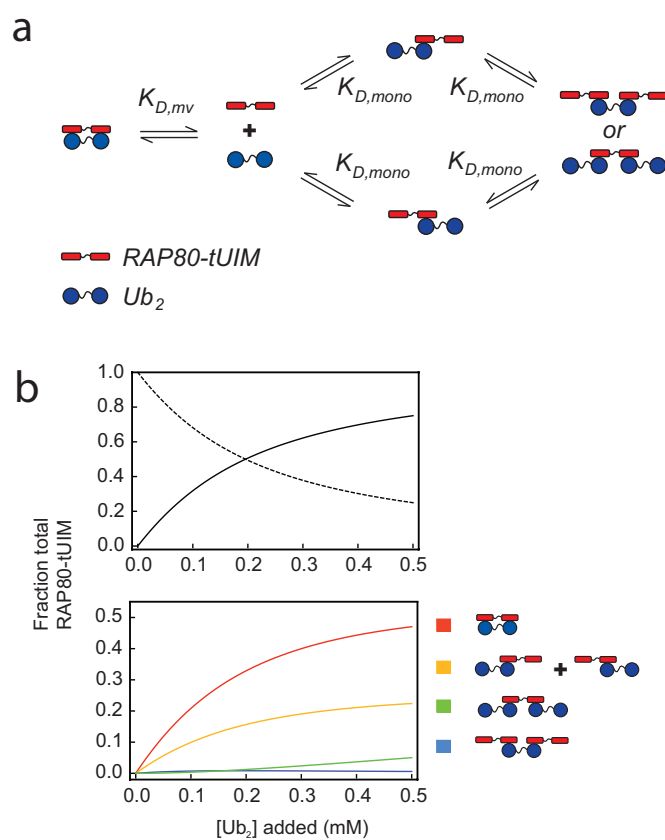 a
K_D,mv
K_D,mono K_D,mono
+
or
K_D,mono K_D,mono
RAP80-tUIM
Ub2
b
Fraction total
RAP80-tUIM
1.0
0.8
0.6
0.4
0.2
0.0
0.0 0.1 0.2 0.3 0.4 0.5
0.5
0.4
0.3
0.2
0.1
0.0
0.0 0.1 0.2 0.3 0.4 0.5
[Ub2] added (mM)
+